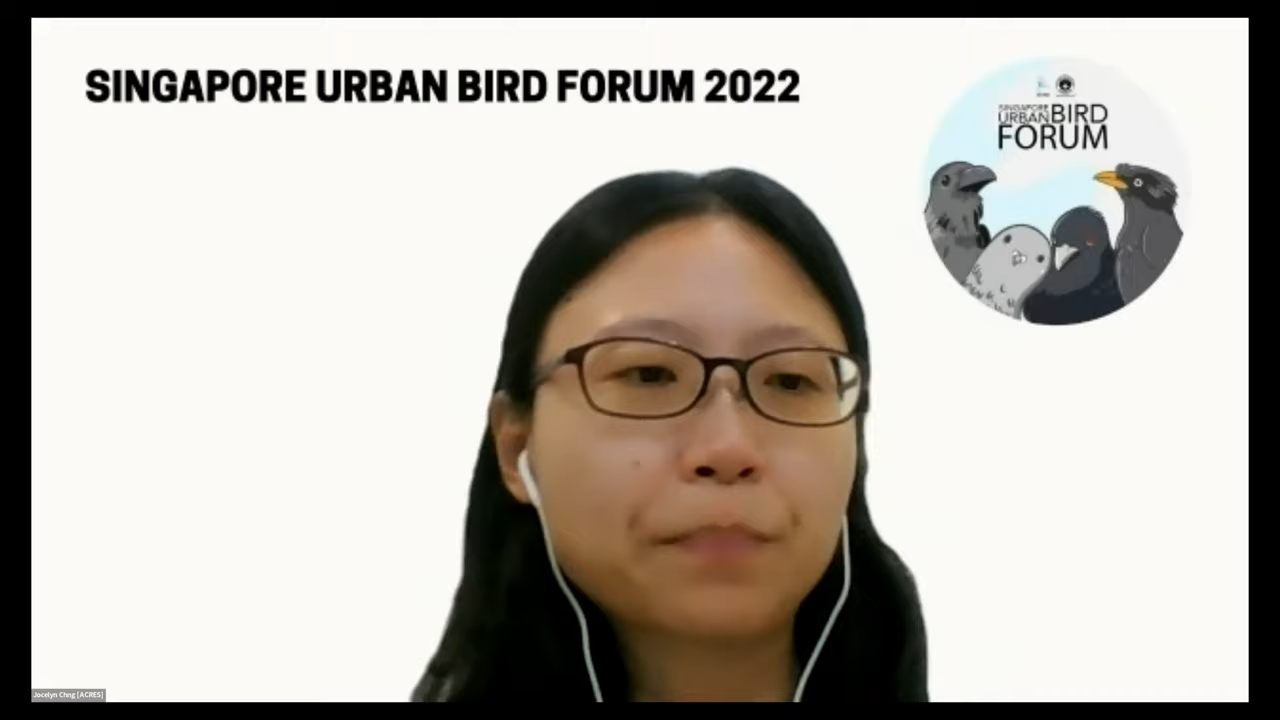 SINGAPORE URBAN BIRD FORUM 2022
SINGAPORE
URBAN BIRD
FORUM
Jocelyn Chng [ACRES]